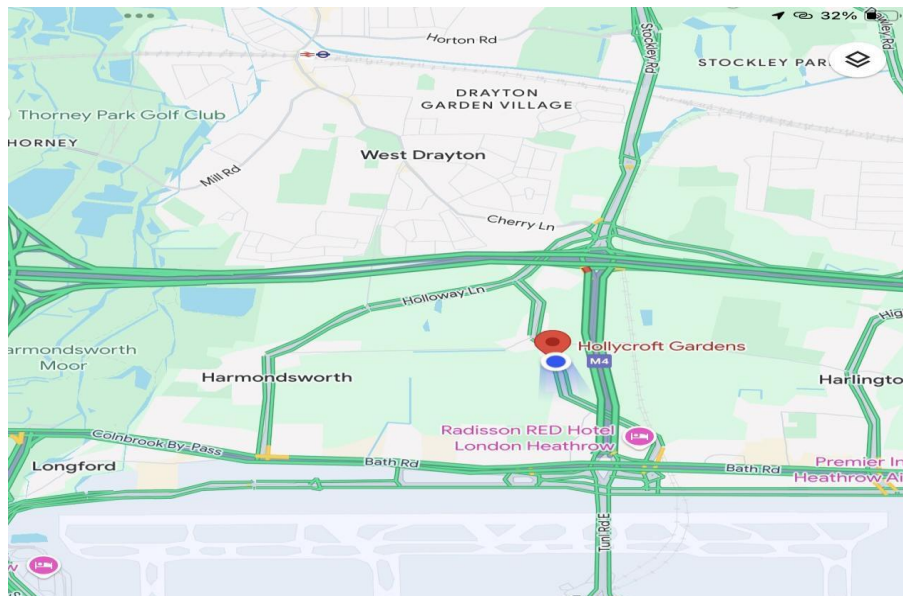 32%
Horton Rd
Stockley Rd
STOCKLEY PAR
DRAYTON
GARDEN VILLAGE
Thorney Park Golf Club
HORNEY
West Drayton
Mill Rd
Cherry Ln
Holloway Ln
armondsworth
Moor
Hollycroft Gardens
M4
Harmondsworth
Harlingto
Radisson RED Hotel
London Heathrow
Colnbrook By-Pass
Longford
Bath Rd
Bath Rd
Premier In
Heathrow Ai
Tunl Rd E